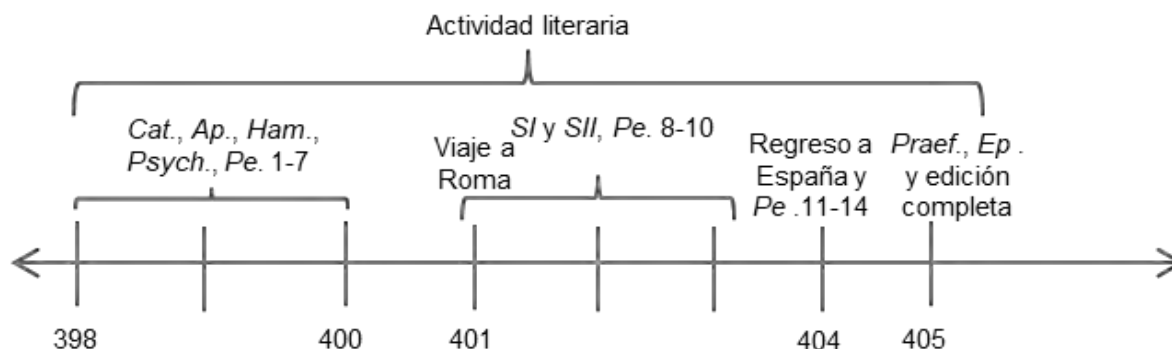 Actividad literaria
Cat., Ap., Ham.,
Psych., Pe. 1-7
Viaje a
Roma
SI y SII, Pe. 8-10
Regreso a
España y
Pe .11-14
Praef., Ep .
y edición
completa
398
400
401
404
405